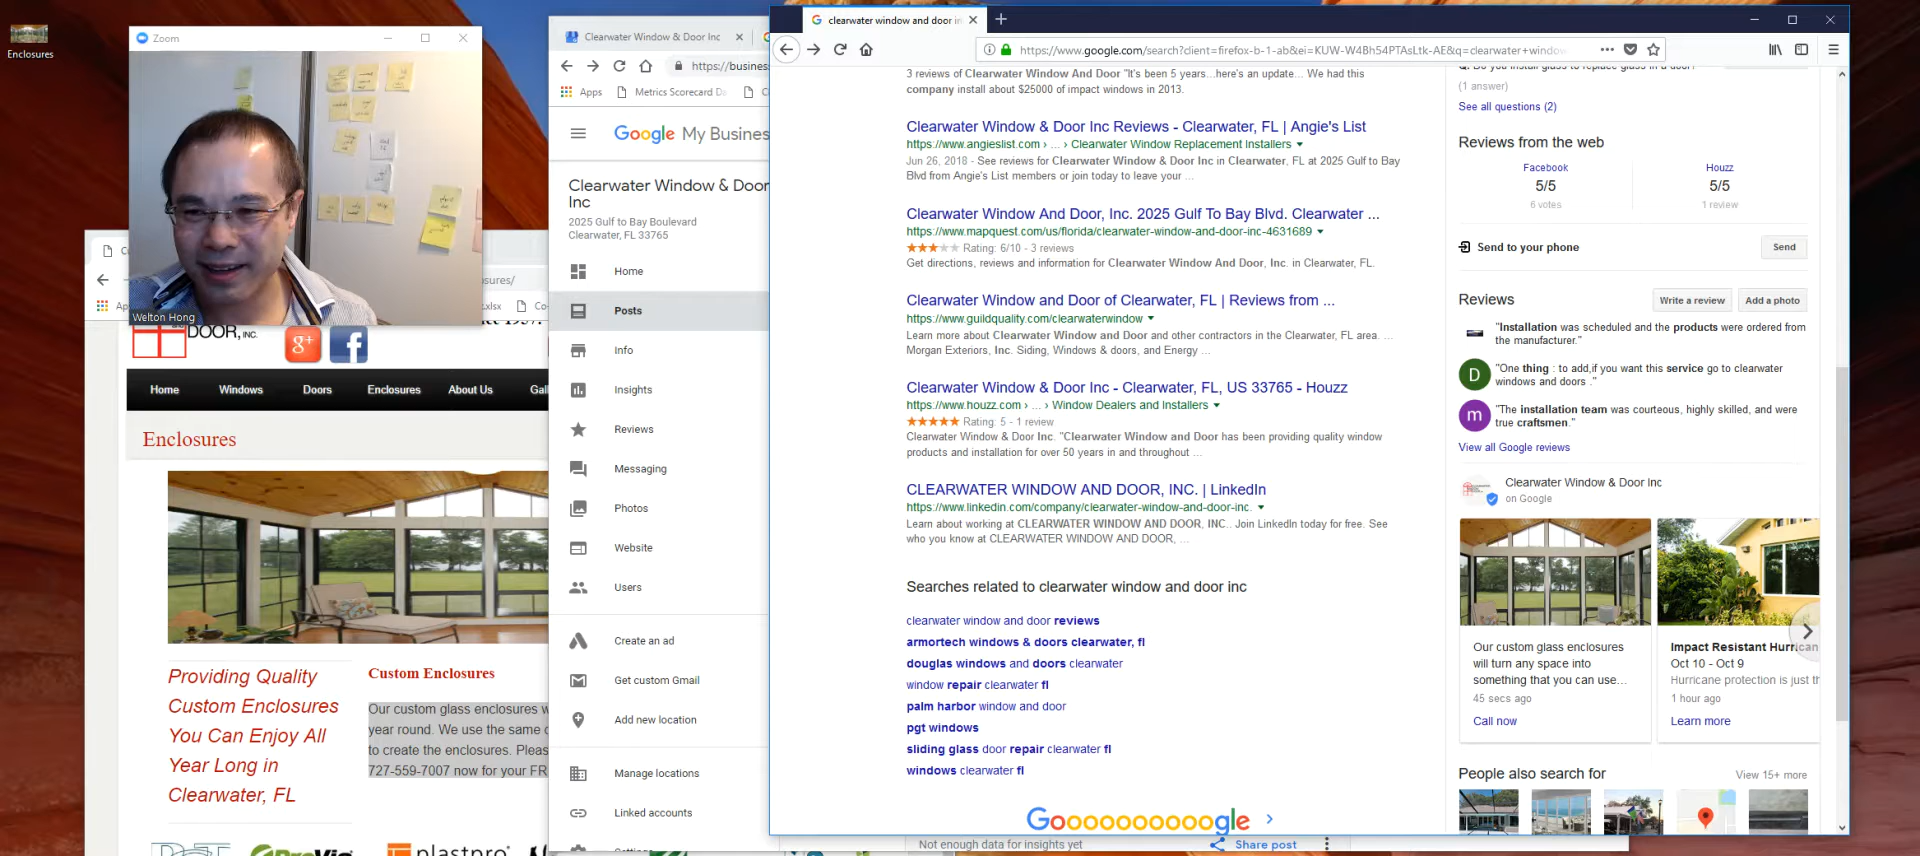 Enclosures
Zoom
Welton Hong
DOOR, INC.
g+
Home Windows Doors Enclosures About Us
Enclosures
Providing Quality
Custom Enclosures
You Can Enjoy All
Year Long in
Clearwater, FL
Custom Enclosures
Our custom glass enclosures
year round. We use the same
to create the enclosures.
727-559-7007 now for your
plastpro
Clearwater Window & Door Inc
https://busines
Apps Metrics Scorecard
Google My Business
Clearwater Window & Door
Inc
2025 Gulf to Bay Boulevard
Clearwater, FL 33765
Home
Posts
Info
Insights
Reviews
Messaging
Photos
Website
Users
Create an ad
Get custom Gmail
Add new location
Manage locations
Linked accounts
clearwater window and door in
https://www.google.com/search?client=firefox-b-1-ab&ei=KUW-W4Bh54PTAsLtk-AE&q=clearwater+window
3 reviews of Clearwater Window And Door "It's been 5 years...here's an update... We had this
company install about $25000 of impact windows in 2013.
Clearwater Window & Door Inc Reviews - Clearwater, FL | Angie's List
https://www.angieslist.com › ... › Clearwater Window Replacement Installers
Jun 26, 2018 - See reviews for Clearwater Window & Door Inc in Clearwater, FL at 2025 Gulf to Bay
Blvd from Angie's List members or join today to leave your ...
Clearwater Window And Door, Inc. 2025 Gulf To Bay Blvd. Clearwater ...
https://www.mapquest.com/us/florida/clearwater-window-and-door-inc-4631689
Rating: 6/10 - 3 reviews
Get directions, reviews and information for Clearwater Window And Door, Inc. in Clearwater, FL.
Clearwater Window and Door of Clearwater, FL | Reviews from ...
https://www.guildquality.com/clearwaterwindow
Learn more about Clearwater Window and Door and other contractors in the Clearwater, FL area. ...
Morgan Exteriors, Inc. Siding, Windows & doors, and Energy ...
Clearwater Window & Door Inc - Clearwater, FL, US 33765 - Houzz
https://www.houzz.com › ... › Window Dealers and Installers
Rating: 5 - 1 review
Clearwater Window & Door Inc. "Clearwater Window and Door has been providing quality window
products and installation for over 50 years in and throughout ...
CLEARWATER WINDOW AND DOOR, INC. | LinkedIn
https://www.linkedin.com/company/clearwater-window-and-door-inc.
Learn about working at CLEARWATER WINDOW AND DOOR, INC.. Join LinkedIn today for free. See
who you know at CLEARWATER WINDOW AND DOOR, ...
Searches related to clearwater window and door inc
clearwater window and door reviews
armortech windows & doors clearwater, fl
douglas windows and doors clearwater
window repair clearwater fl
palm harbor window and door
pgt windows
sliding glass door repair clearwater fl
windows clearwater fl
Goooooooooogle
(1 answer)
See all questions (2)
Reviews from the web
Facebook Houzz
5/5 5/5
6 votes 1 review
Send to your phone Send
Reviews Write a review Add a photo
"Installation was scheduled and the products were ordered from
the manufacturer."
D
"One thing : to add,if you want this service go to clearwater
windows and doors ."
m
"The installation team was courteous, highly skilled, and were
true craftsmen."
View all Google reviews
Clearwater Window & Door Inc
on Google
Our custom glass enclosures
will turn any space into
something that you can use...
45 secs ago
Call now
Impact Resistant Hurrican
Oct 10 - Oct 9
Hurricane protection is just th
1 hour ago
Learn more
People also search for View 15+ more
Not enough data for insights yet Share post